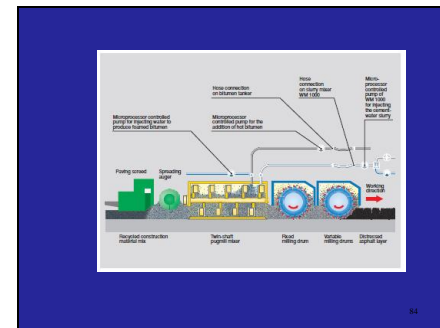 Hose
connection
on slurry mixer
WM 1000
Micro-
processor
controlled
pump of
WM 1000
for injecting
the cement-
water slurry
Hose connection
on bitumen tanker
Microprocessor controlled
pump for injecting water to
produce foamed bitumen
Microprocessor
controlled pump for the
addition of hot bitumen
Paving screed
Spreading
auger
Working
direction
Recycled construction
material mix
Twin-shaft
pugmill mixer
Fixed
milling drum
Variable
milling drums
Distressed
asphalt layer
84